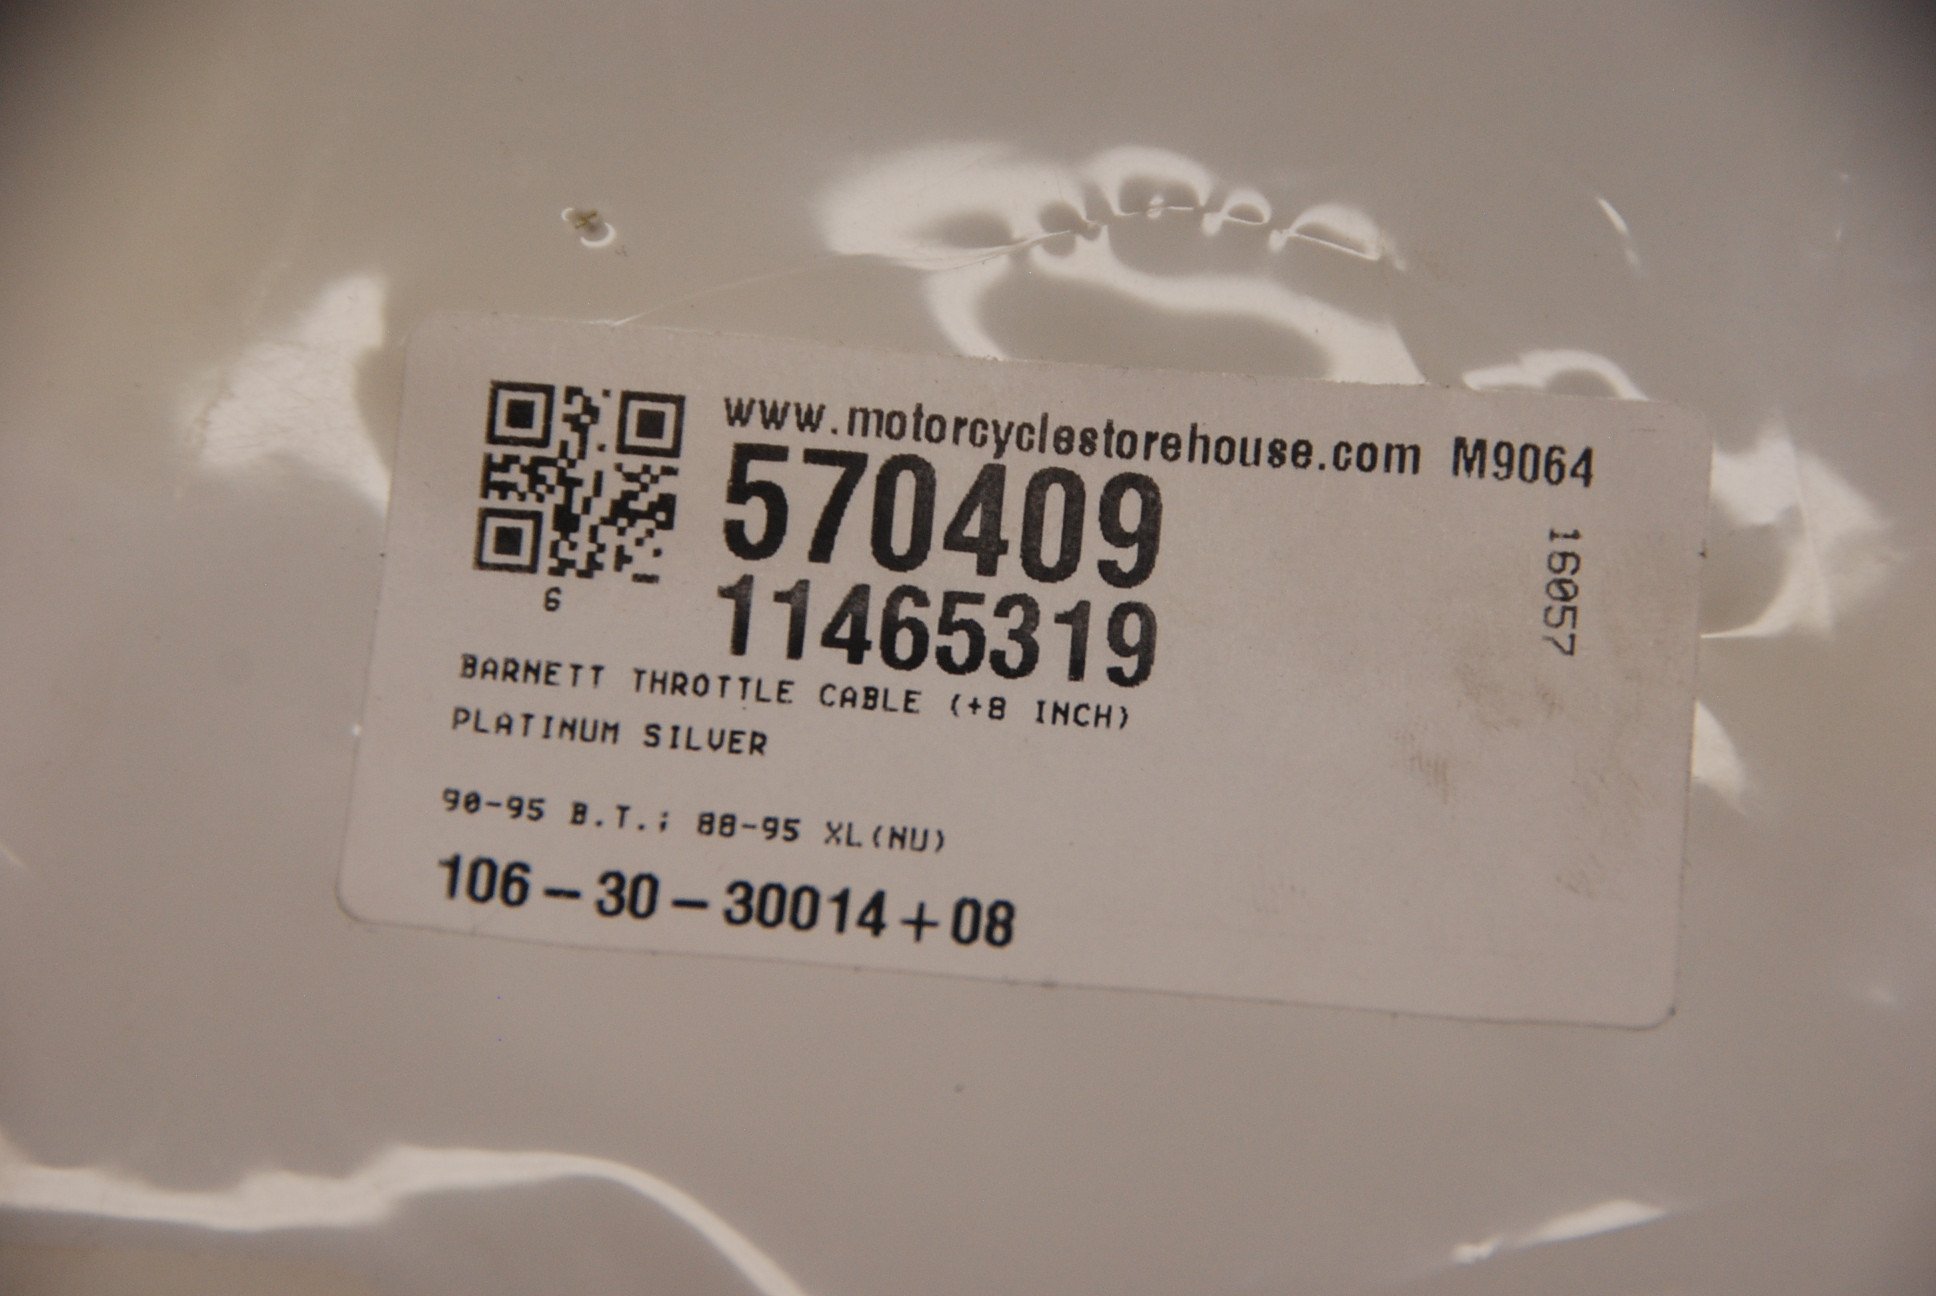 www.motorcyclestorehouse.com M9064
570409
11465319
16057
6
BARNETT THROTTLE CABLE (+8 INCH)
PLATINUM SILVER
90-95 B.T.; 88-95 XL(NU)
106-30-30014+08